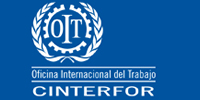 OIT
Oficina Internacional del Trabajo
CINTERFOR